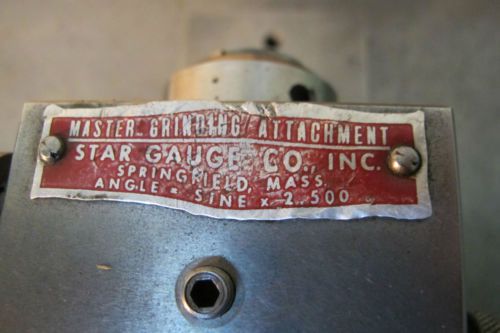 MASTER GRINDING ATTACHMENT
STAR GAUGE CO., INC.
SPRINGFIELD, MASS.
ANGLE = SINE x 2.500